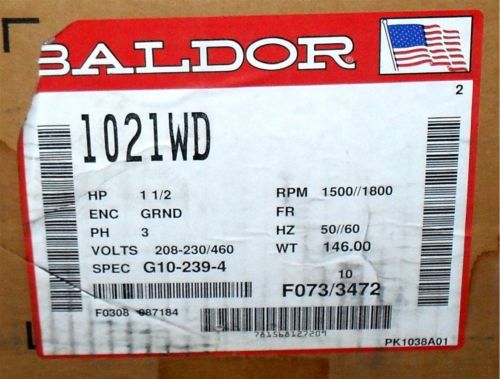 BALDOR
2
1021WD
HP 1 1/2 RPM 1500//1800
ENC GRND FR
PH 3 HZ 50//60
VOLTS 208-230/460 WT 146.00
SPEC G10-239-4 10
F073/3472
F0308 087184
781568127209
PK1038A01